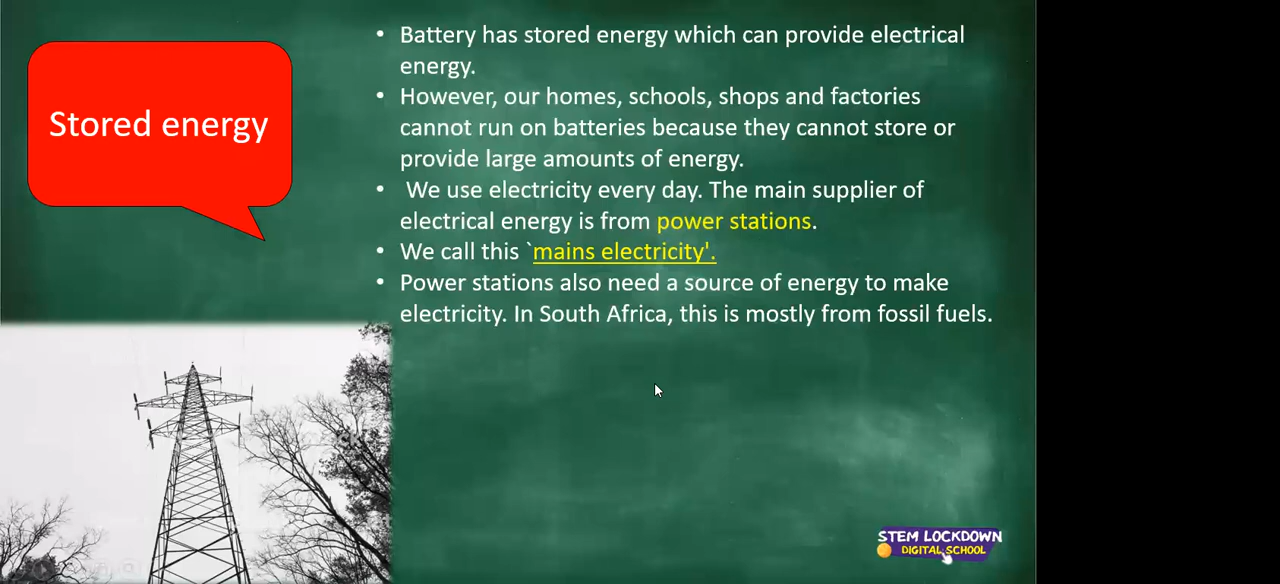 Stored energy
• Battery has stored energy which can provide electrical
energy.
• However, our homes, schools, shops and factories
cannot run on batteries because they cannot store or
provide large amounts of energy.
• We use electricity every day. The main supplier of
electrical energy is from power stations.
• We call this `mains electricity'.
• Power stations also need a source of energy to make
electricity. In South Africa, this is mostly from fossil fuels.
STEM LOCKDOWN
DIGITAL SCHOOL